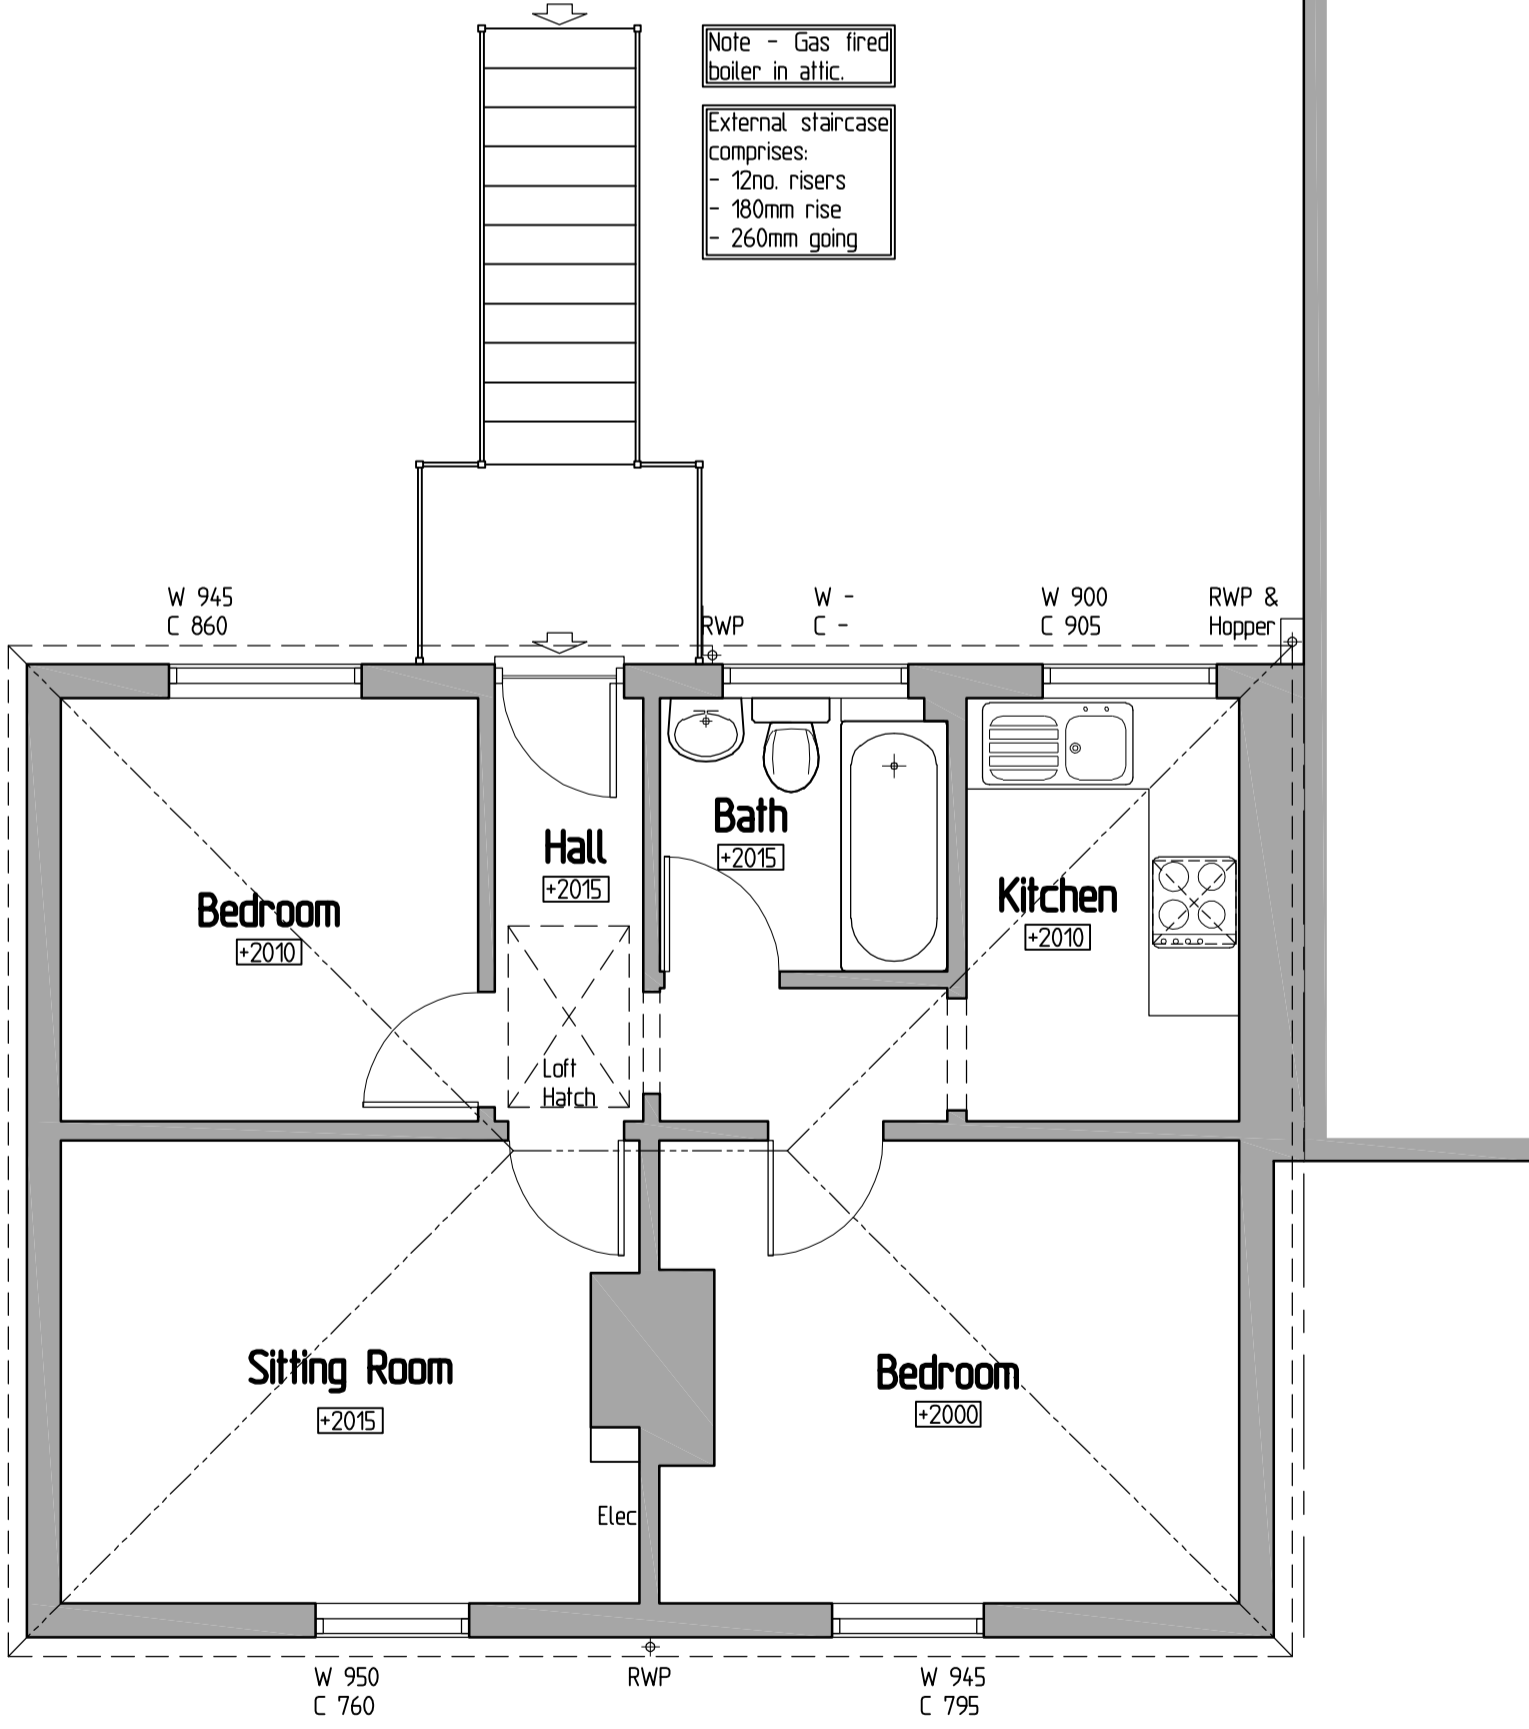 Note - Gas fired
boiler in attic.
External staircase
comprises:
- 12no. risers
- 180mm rise
- 260mm going
W 945
C 860
RWP
W -
C -
W 900
C 905
RWP &
Hopper
Hall
+2015
Bath
+2015
Bedroom
+2010
Kitchen
+2010
Loft
Hatch
Sitting Room
+2015
Bedroom
+2000
Elec
W 950
C 760
RWP
W 945
C 795